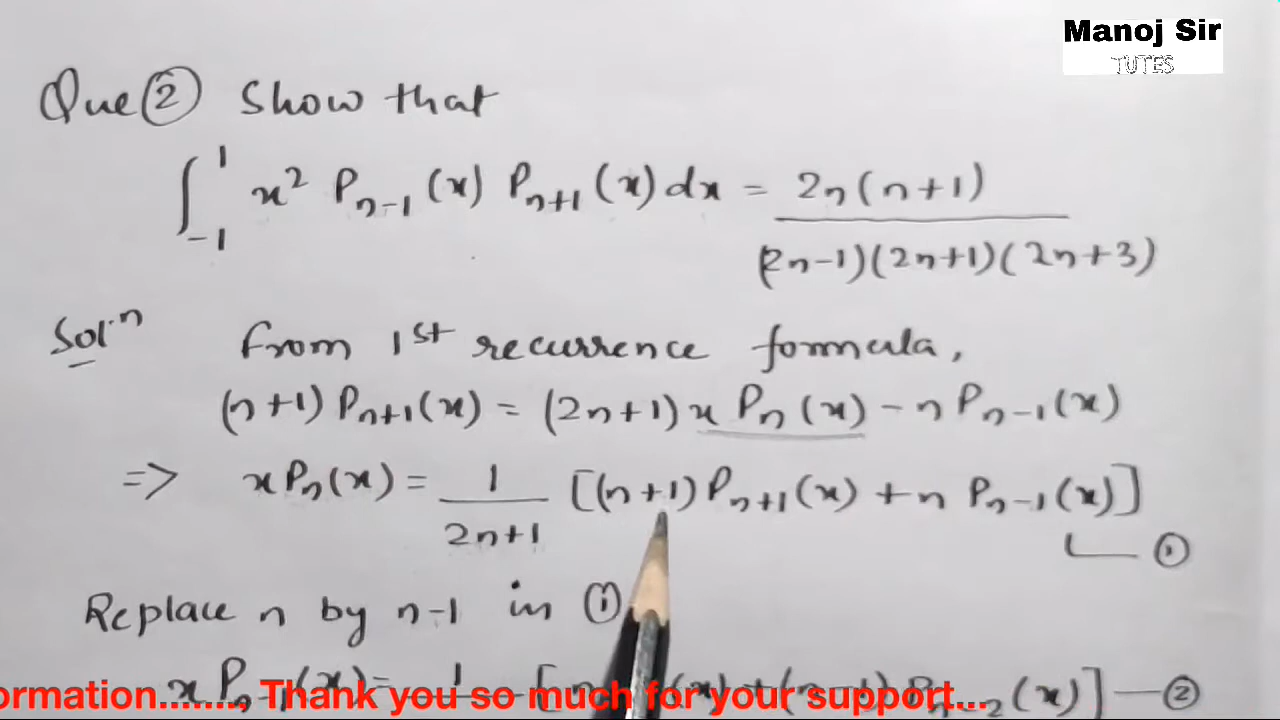 Manoj Sir
TUTES
Que ② Show that
∫₋₁¹ x² Pₙ₋₁(x) Pₙ₊₁(x) dx = 2n(n+1) / (2n-1)(2n+1)(2n+3)
Solⁿ From 1st recurrence formula,
(n+1) Pₙ₊₁(x) = (2n+1) x Pₙ(x) - n Pₙ₋₁(x)
=> x Pₙ(x) = 1/(2n+1) [(n+1) Pₙ₊₁(x) + n Pₙ₋₁(x)]
①
Replace n by n-1 in ①
ormation........ Thank you so much for your support...
②